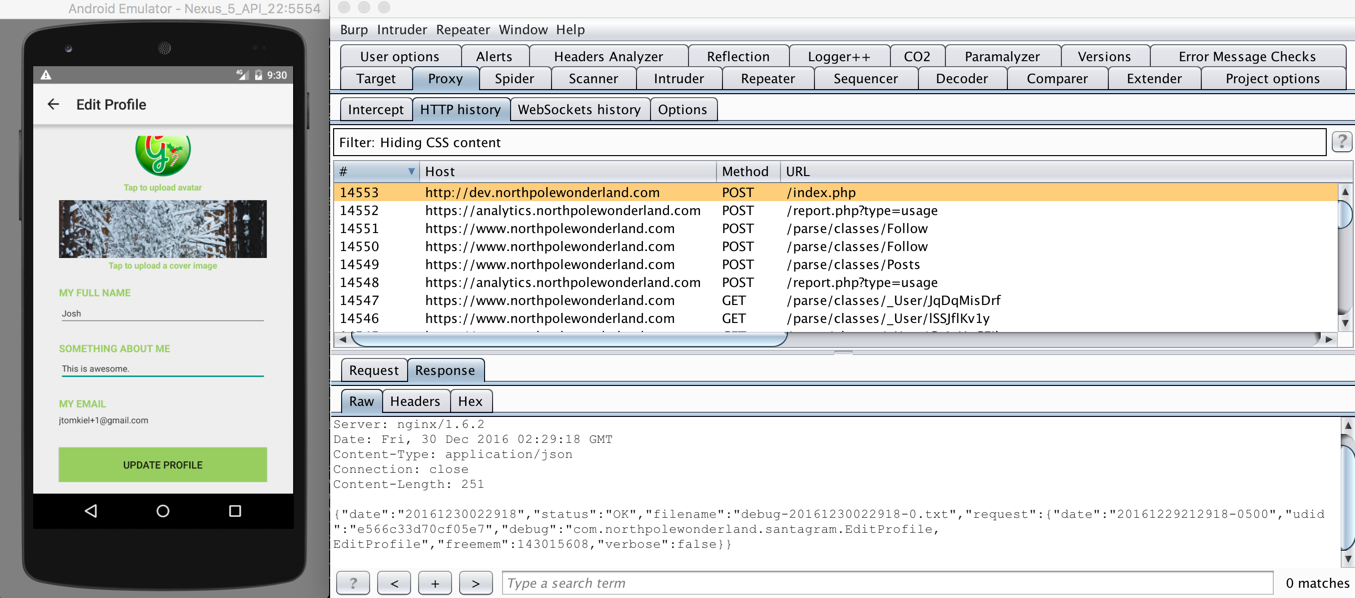 Android Emulator - Nexus_5_API_22:5554
9:30
Edit Profile
Tap to upload avatar
Tap to upload a cover image
MY FULL NAME
Josh
SOMETHING ABOUT ME
This is awesome.
MY EMAIL
jtomkiel+1@gmail.com
UPDATE PROFILE
Burp Intruder Repeater Window Help
User options Alerts Headers Analyzer Reflection Logger++ CO2 Paramalyzer Versions Error Message Checks
Target Proxy Spider Scanner Intruder Repeater Sequencer Decoder Comparer Extender Project options
Intercept HTTP history WebSockets history Options
Filter: Hiding CSS content ?
# Host Method URL
14553 http://dev.northpolewonderland.com POST /index.php
14552 https://analytics.northpolewonderland.com POST /report.php?type=usage
14551 https://www.northpolewonderland.com POST /parse/classes/Follow
14550 https://www.northpolewonderland.com POST /parse/classes/Follow
14549 https://www.northpolewonderland.com POST /parse/classes/Posts
14548 https://analytics.northpolewonderland.com POST /report.php?type=usage
14547 https://www.northpolewonderland.com GET /parse/classes/_User/JqDqMisDrf
14546 https://www.northpolewonderland.com GET /parse/classes/_User/lSSJflKv1y
Request Response
Raw Headers Hex
Server: nginx/1.6.2
Date: Fri, 30 Dec 2016 02:29:18 GMT
Content-Type: application/json
Connection: close
Content-Length: 251
{"date":"20161230022918","status":"OK","filename":"debug-20161230022918-0.txt","request":{"date":"20161229212918-0500","udid
":"e566c33d70cf05e7","debug":"com.northpolewonderland.santagram.EditProfile,
EditProfile","freemem":143015608,"verbose":false}}
? < + > Type a search term 0 matches